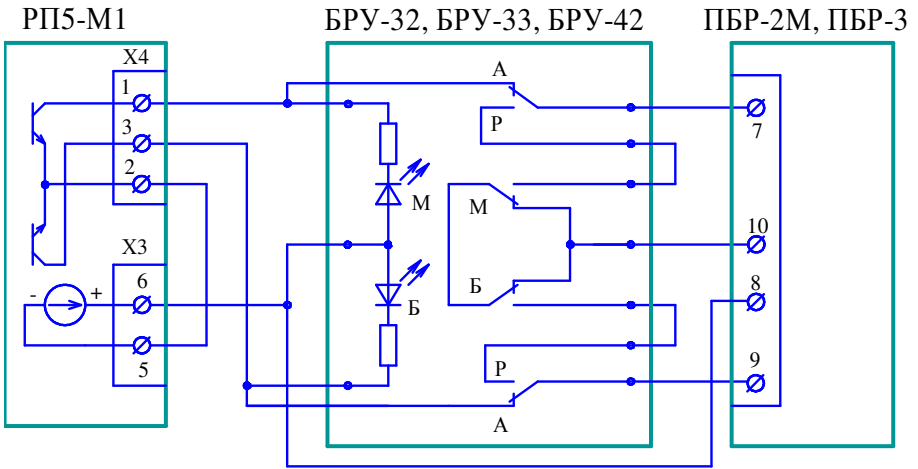 РП5-М1
БРУ-32, БРУ-33, БРУ-42
ПБР-2М, ПБР-3
Х4
1
3
2
Х3
6
5
-
+
М
Б
А
Р
М
Б
Р
А
7
10
8
9